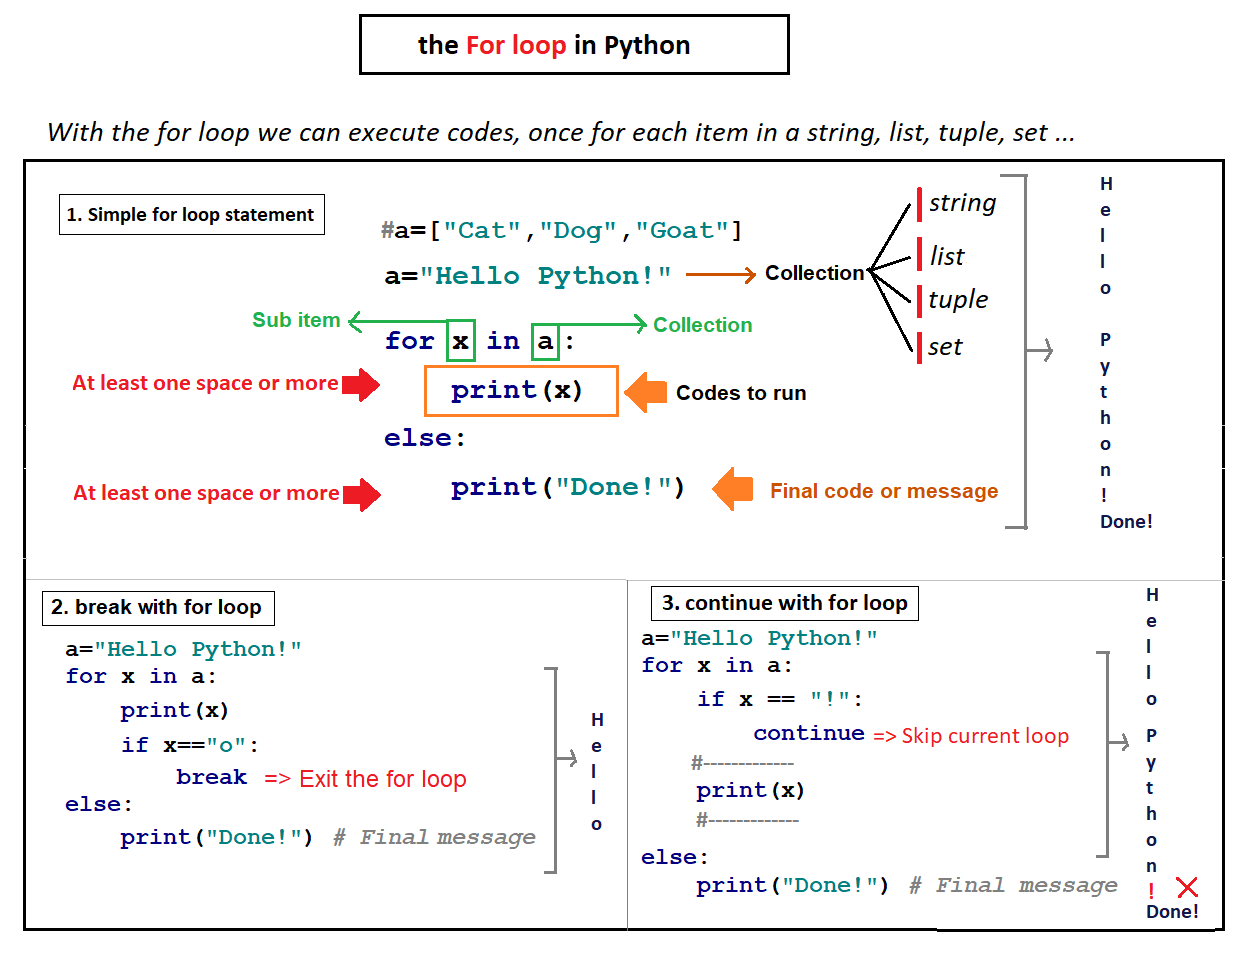 the For loop in Python
With the for loop we can execute codes, once for each item in a string, list, tuple, set ...
1. Simple for loop statement
#a=["Cat","Dog","Goat"]
a="Hello Python!"
Collection
string
list
tuple
set
Sub item
Collection
for x in a:
At least one space or more
print(x)
Codes to run
else:
At least one space or more
print("Done!")
Final code or message
H
e
l
l
o
P
y
t
h
o
n
!
Done!
2. break with for loop
a="Hello Python!"
for x in a:
print(x)
if x=="o":
break => Exit the for loop
else:
print("Done!") # Final message
H
e
l
l
o
3. continue with for loop
a="Hello Python!"
for x in a:
if x == "!":
continue => Skip current loop
#-------------
print(x)
#-------------
else:
print("Done!") # Final message
H
e
l
l
o
P
y
t
h
o
n
!
Done!